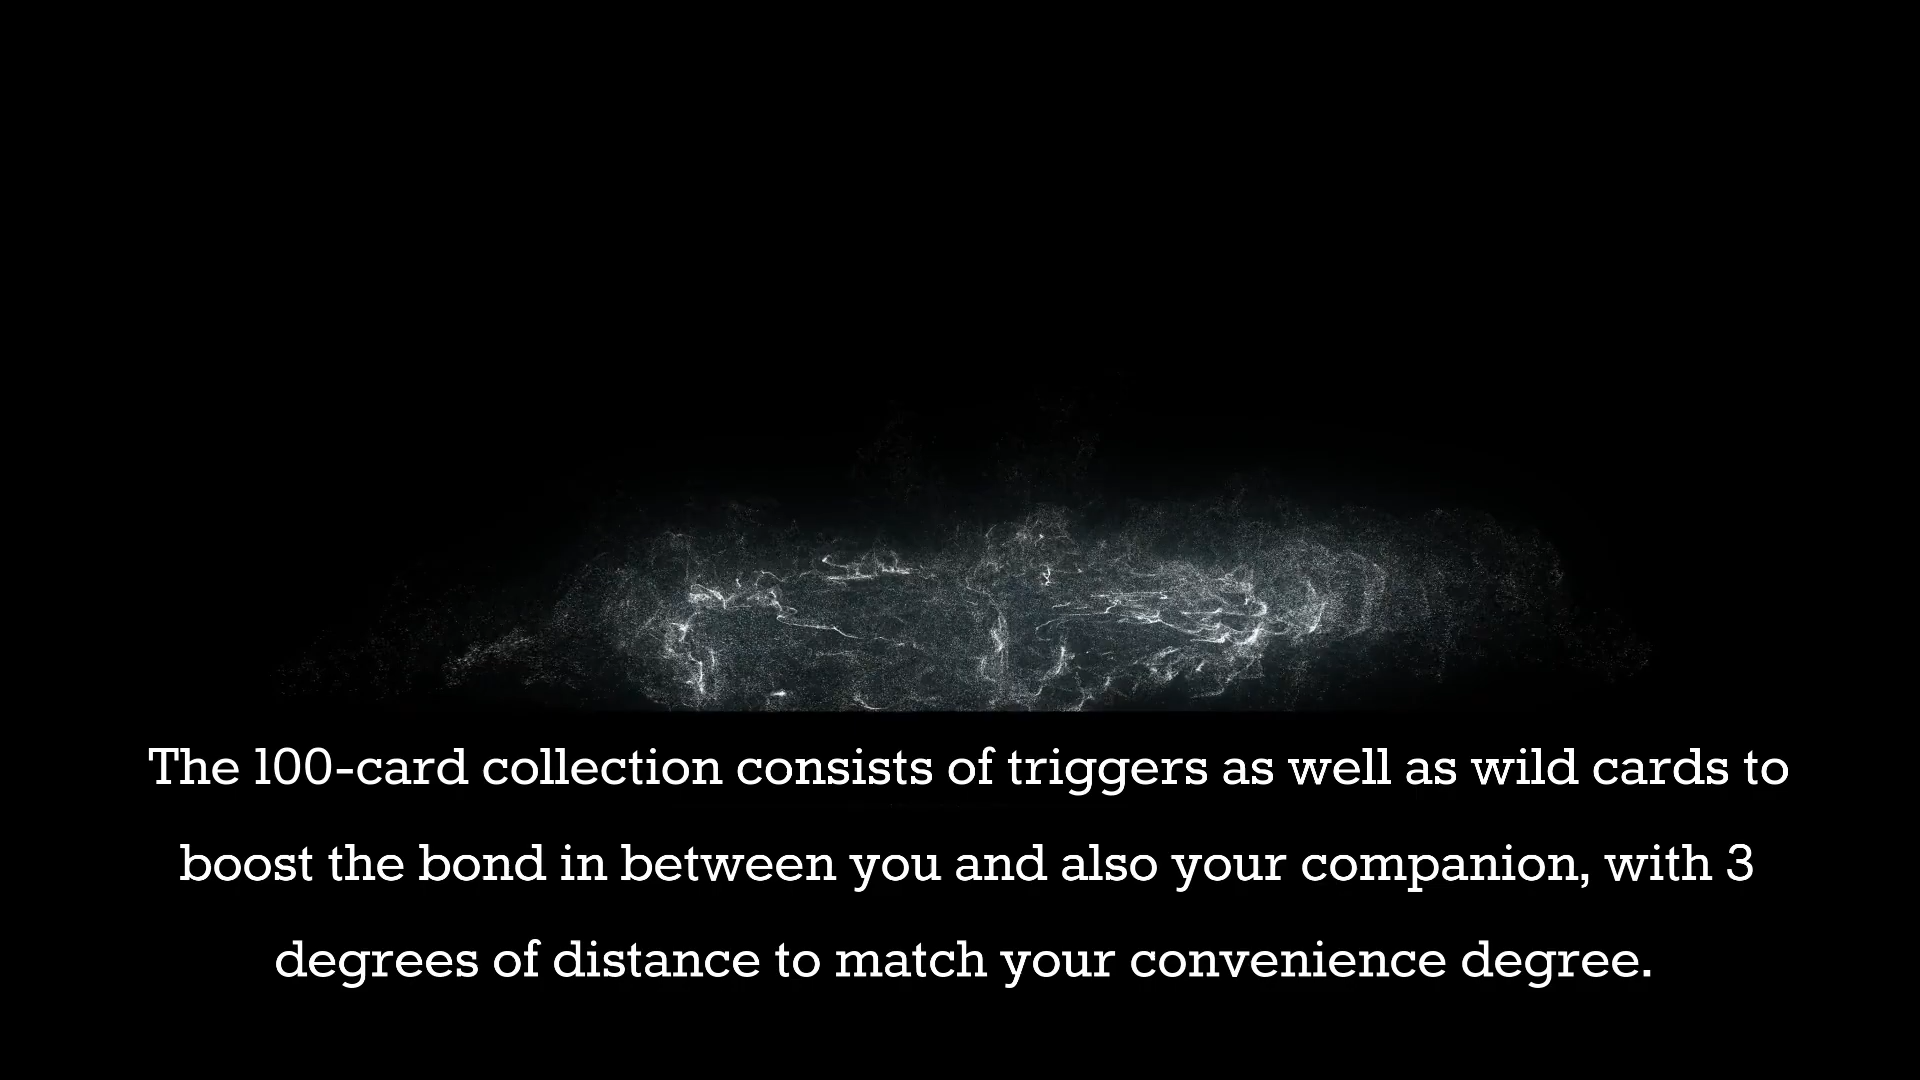 The 100-card collection consists of triggers as well as wild cards to
boost the bond in between you and also your companion, with 3
degrees of distance to match your convenience degree.